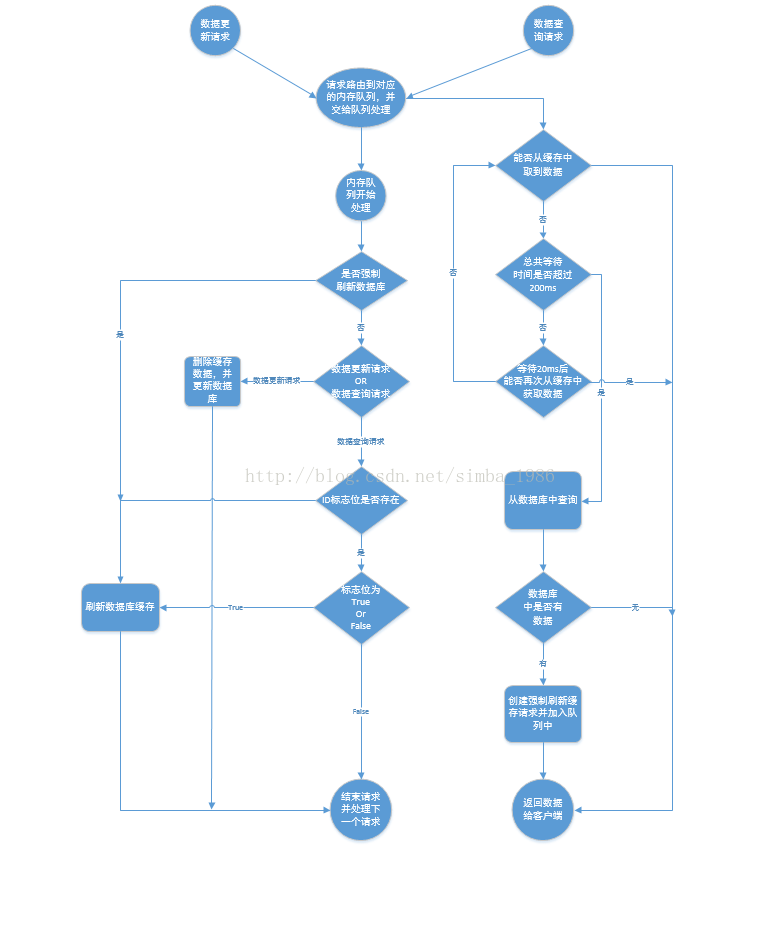 数据更
新请求
数据查
询请求
请求路由到对应
的内存队列，并
交给队列处理
内存队
列开始
处理
是否强制
刷新数据库
是
否
数据更新请求
OR
数据查询请求
数据更新请求
删除缓存
数据，并
更新数据
库
数据查询请求
ID标志位是否存在
是
标志位为
True
Or
False
True
刷新数据库缓存
False
结束请求
并处理下
一个请求
能否从缓存中
取到数据
否
总共等待
时间是否超过
200ms
否
否
等待20ms后
能否再次从缓存中
获取数据
是
是
http://blog.csdn.net/simba_1986
从数据库中查询
数据库
中是否有
数据
无
有
创建强制刷新缓
存请求并加入队
列中
返回数据
给客户端